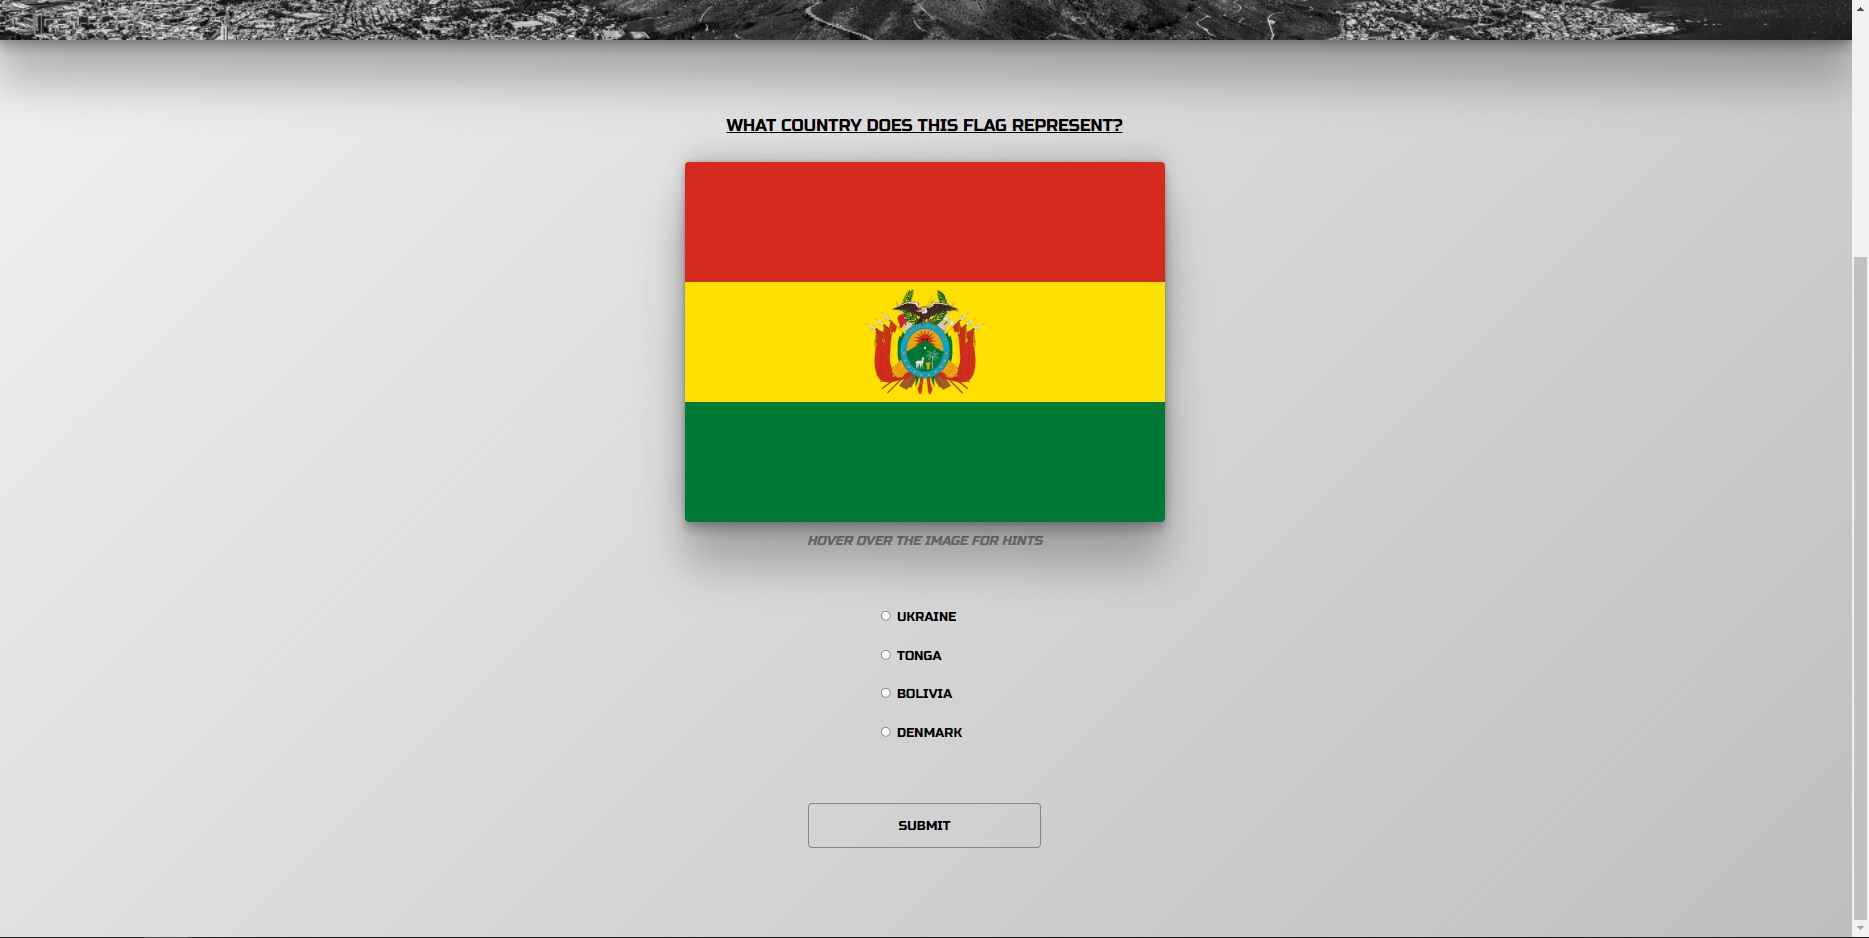 WHAT COUNTRY DOES THIS FLAG REPRESENT?
HOVER OVER THE IMAGE FOR HINTS
UKRAINE
TONGA
BOLIVIA
DENMARK
SUBMIT